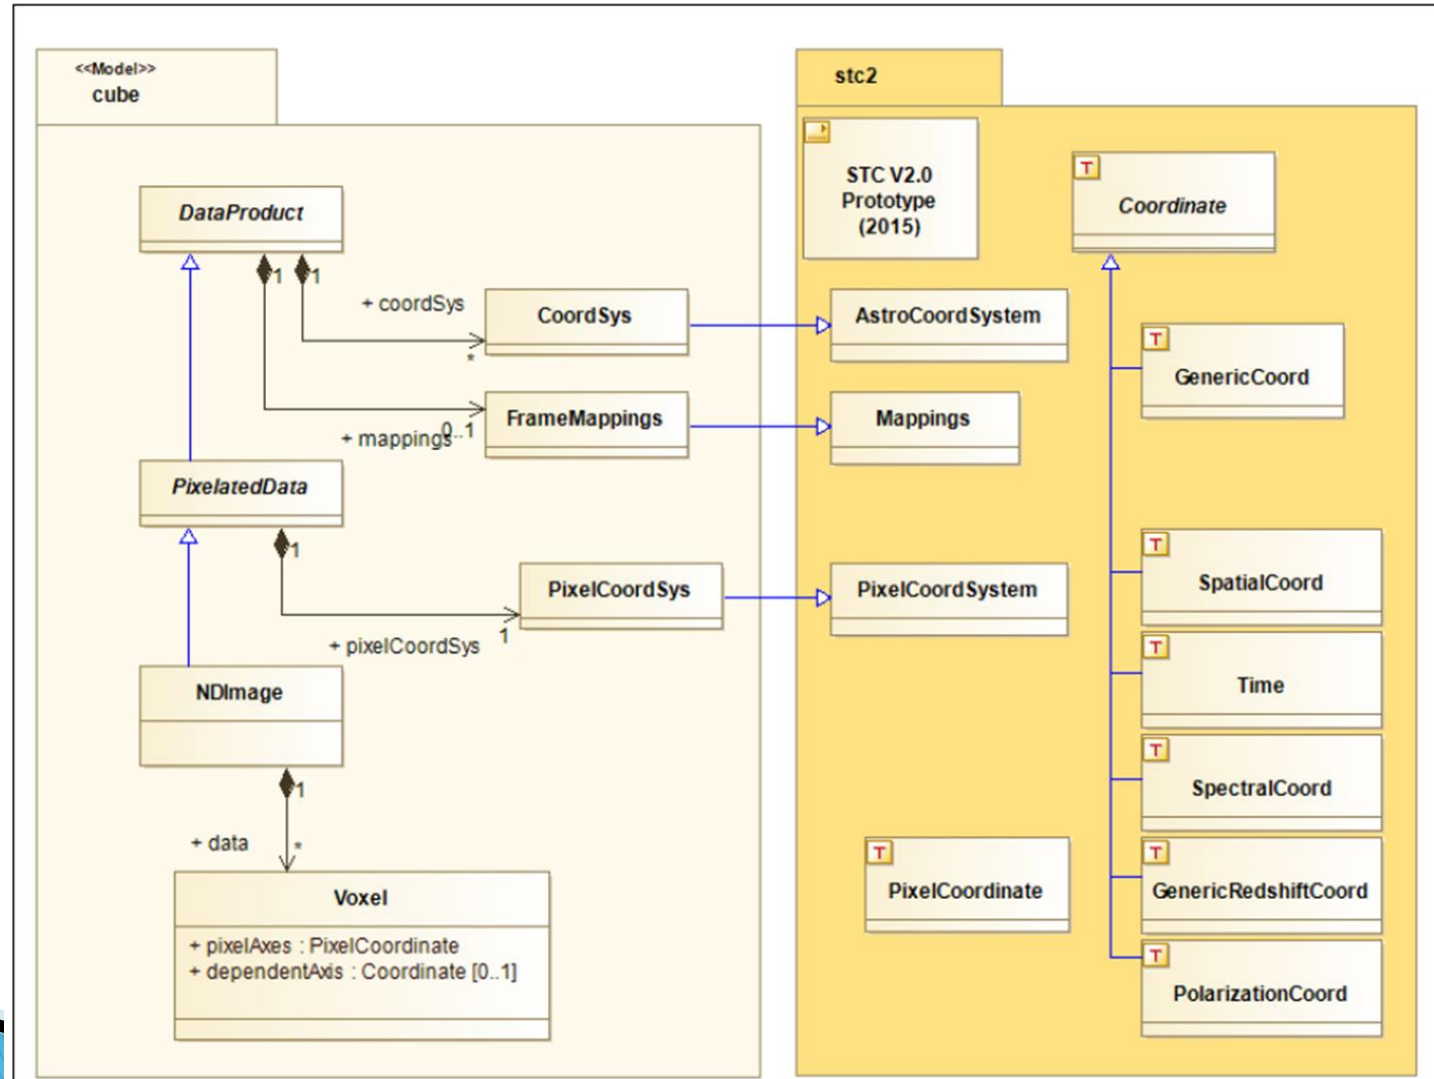 <<Model>>
cube
DataProduct
1
1
+ coordSys
*
CoordSys
FrameMappings
0..1
+ mappings
PixelatedData
1
PixelCoordSys
1
+ pixelCoordSys
NDImage
1
+ data
*
Voxel
+ pixelAxes : PixelCoordinate
+ dependentAxis : Coordinate [0..1]
stc2
STC V2.0
Prototype
(2015)
T
Coordinate
AstroCoordSystem
T
GenericCoord
Mappings
T
SpatialCoord
PixelCoordSystem
T
Time
T
SpectralCoord
T
PixelCoordinate
T
GenericRedshiftCoord
T
PolarizationCoord